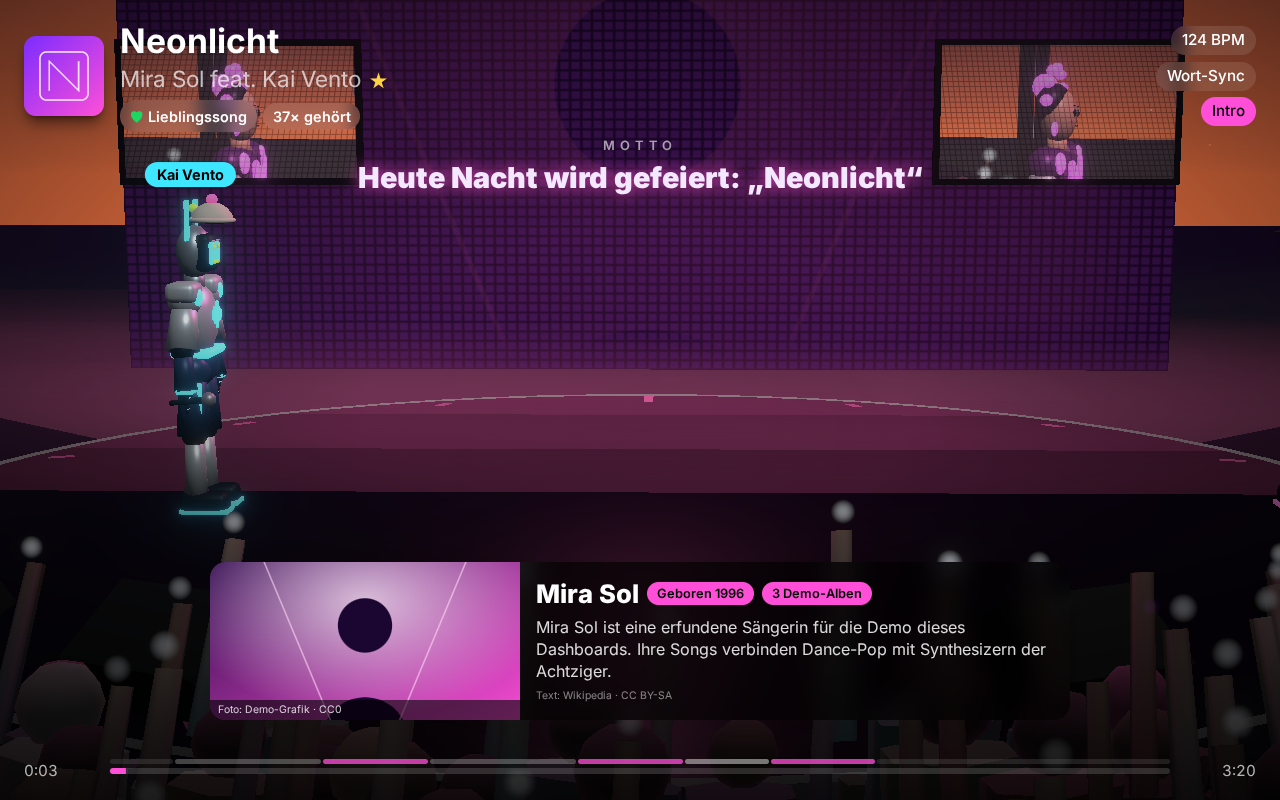 Neonlicht
Mira Sol feat. Kai Vento ★
Lieblingssong
37× gehört
124 BPM
Wort-Sync
Intro
MOTTO
Heute Nacht wird gefeiert: „Neonlicht“
Kai Vento
Mira Sol
Geboren 1996
3 Demo-Alben
Mira Sol ist eine erfundene Sängerin für die Demo dieses
Dashboards. Ihre Songs verbinden Dance-Pop mit Synthesizern der
Achtziger.
Text: Wikipedia · CC BY-SA
Foto: Demo-Grafik · CC0
0:03
3:20